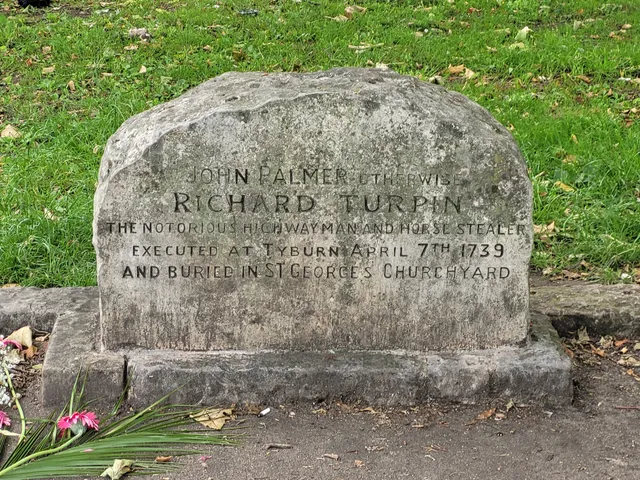 JOHN PALMER OTHERWISE
RICHARD TURPIN
THE NOTORIOUS HIGHWAYMAN AND HORSE STEALER
EXECUTED AT TYBURN APRIL 7TH 1739
AND BURIED IN ST GEORGE'S CHURCHYARD